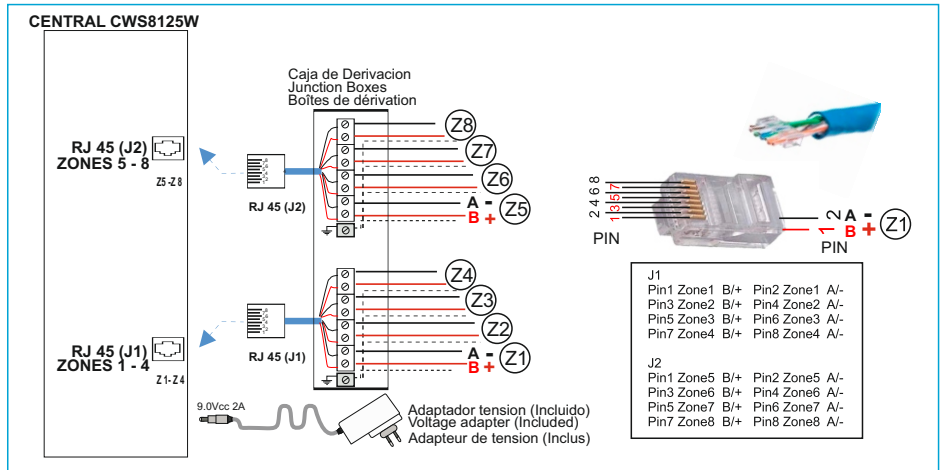 CENTRAL CWS8125W
Caja de Derivacion
Junction Boxes
Boîtes de dérivation
RJ 45 (J2)
ZONES 5 - 8
Z5 -Z 8
RJ 45 (J2)
Z8
Z7
Z6
A -
B +
Z5
8
6
4
2
7
5
3
1
PIN
2 A -
1 B +
Z1
PIN
RJ 45 (J1)
ZONES 1 - 4
Z 1- Z 4
RJ 45 (J1)
Z4
Z3
Z2
A -
B +
Z1
J1
Pin1 Zone1 B/+ Pin2 Zone1 A/-
Pin3 Zone2 B/+ Pin4 Zone2 A/-
Pin5 Zone3 B/+ Pin6 Zone3 A/-
Pin7 Zone4 B/+ Pin8 Zone4 A/-
J2
Pin1 Zone5 B/+ Pin2 Zone5 A/-
Pin3 Zone6 B/+ Pin4 Zone6 A/-
Pin5 Zone7 B/+ Pin6 Zone7 A/-
Pin7 Zone8 B/+ Pin8 Zone8 A/-
9.0Vcc 2A
Adaptador tension (Incluido)
Voltage adapter (Included)
Adapteur de tension (Inclus)